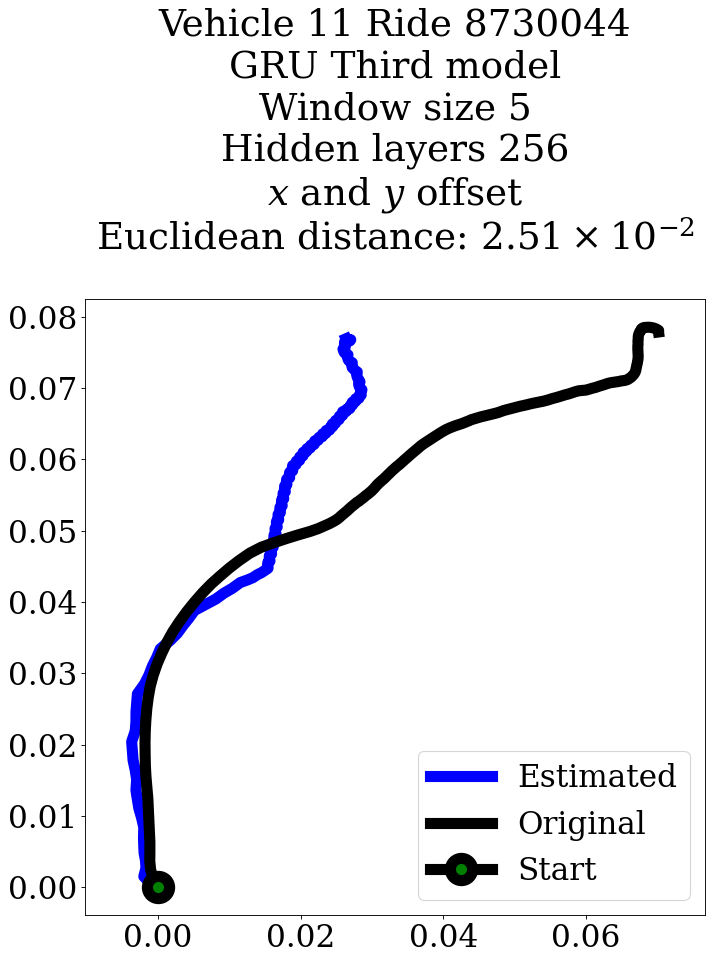 Vehicle 11 Ride 8730044
GRU Third model
Window size 5
Hidden layers 256
x and y offset
Euclidean distance: 2.51 × 10⁻²
0.08
0.07
0.06
0.05
0.04
0.03
0.02
0.01
0.00
Estimated
Original
Start
0.00 0.02 0.04 0.06